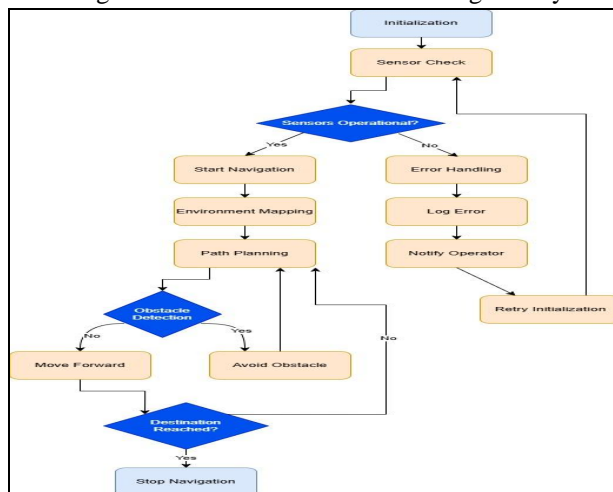 Initialization
Sensor Check
Sensors Operational?
Yes
No
Start Navigation
Error Handling
Environment Mapping
Log Error
Path Planning
Notify Operator
Obstacle
Detection
Retry Initialization
No
Yes
No
Move Forward
Avoid Obstacle
Destination
Reached?
Yes
Stop Navigation